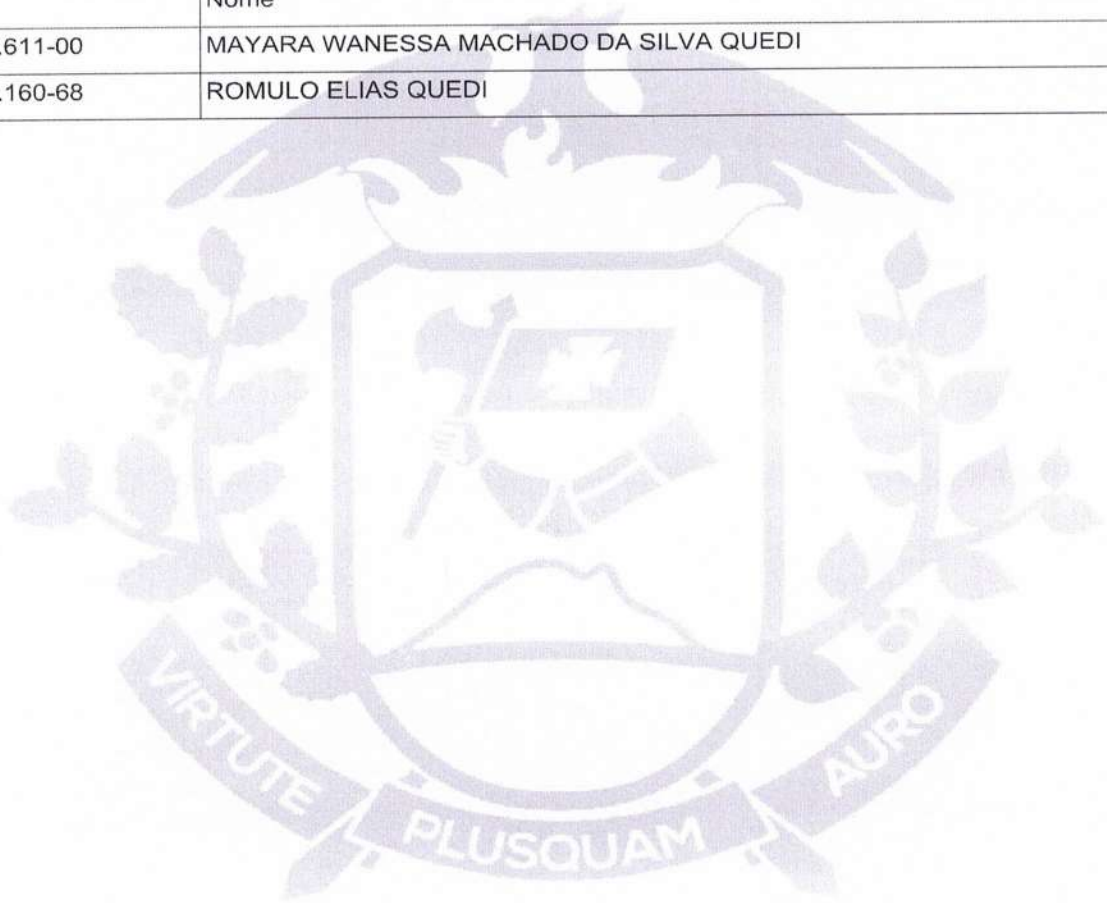 Nome
.611-00 MAYARA WANESSA MACHADO DA SILVA QUEDI
.160-68 ROMULO ELIAS QUEDI
VIRTUTE PLUSQUAM AURO